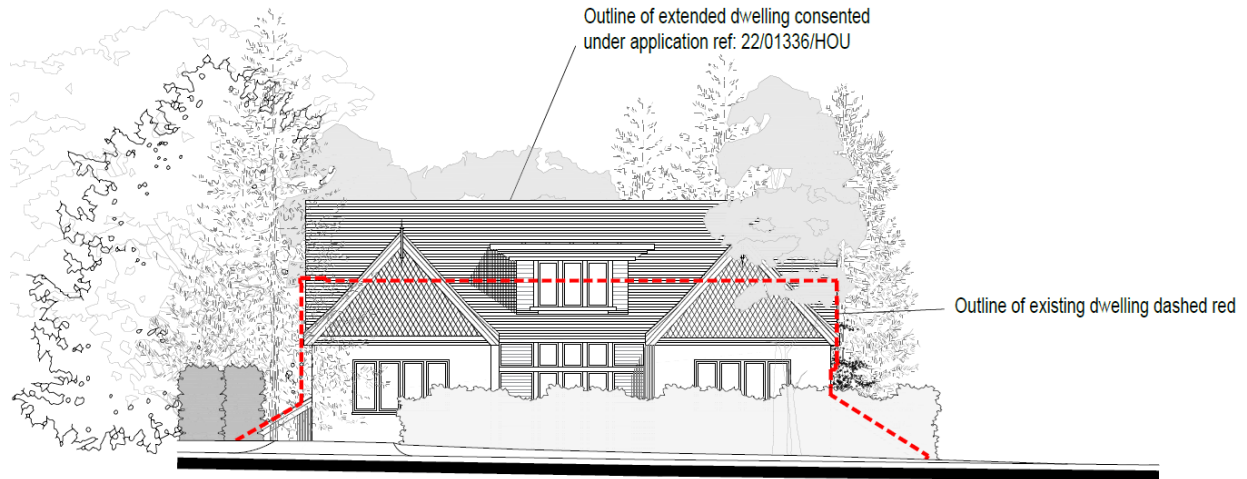 Outline of extended dwelling consented
under application ref: 22/01336/HOU
Outline of existing dwelling dashed red